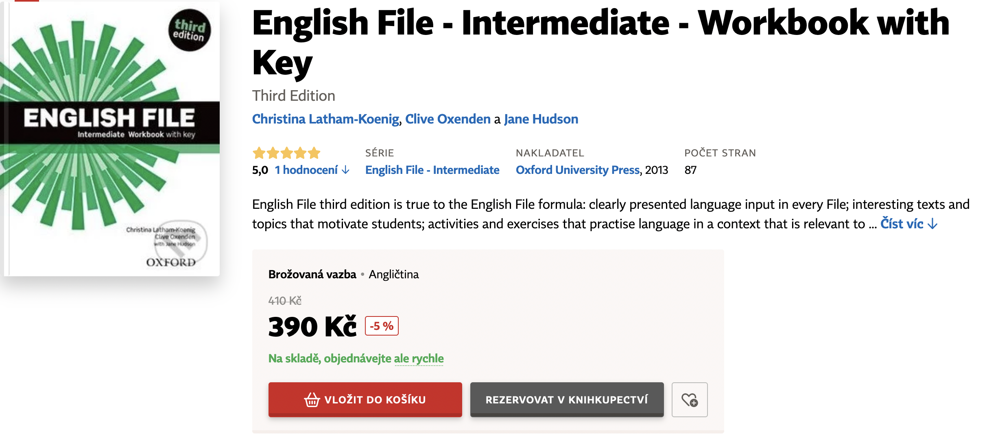 third
edition
ENGLISH FILE
Intermediate Workbook with key
Christina Latham-Koenig
Clive Oxenden
with Jane Hudson
OXFORD
English File - Intermediate - Workbook with
Key
Third Edition
Christina Latham-Koenig, Clive Oxenden a Jane Hudson
5,0 1 hodnocení ↓
SÉRIE
English File - Intermediate
NAKLADATEL
Oxford University Press, 2013
POČET STRAN
87
English File third edition is true to the English File formula: clearly presented language input in every File; interesting texts and
topics that motivate students; activities and exercises that practise language in a context that is relevant to ... Číst víc ↓
Brožovaná vazba • Angličtina
410 Kč
390 Kč -5 %
Na skladě, objednávejte ale rychle
VLOŽIT DO KOŠÍKU
REZERVOVAT V KNIHKUPECTVÍ